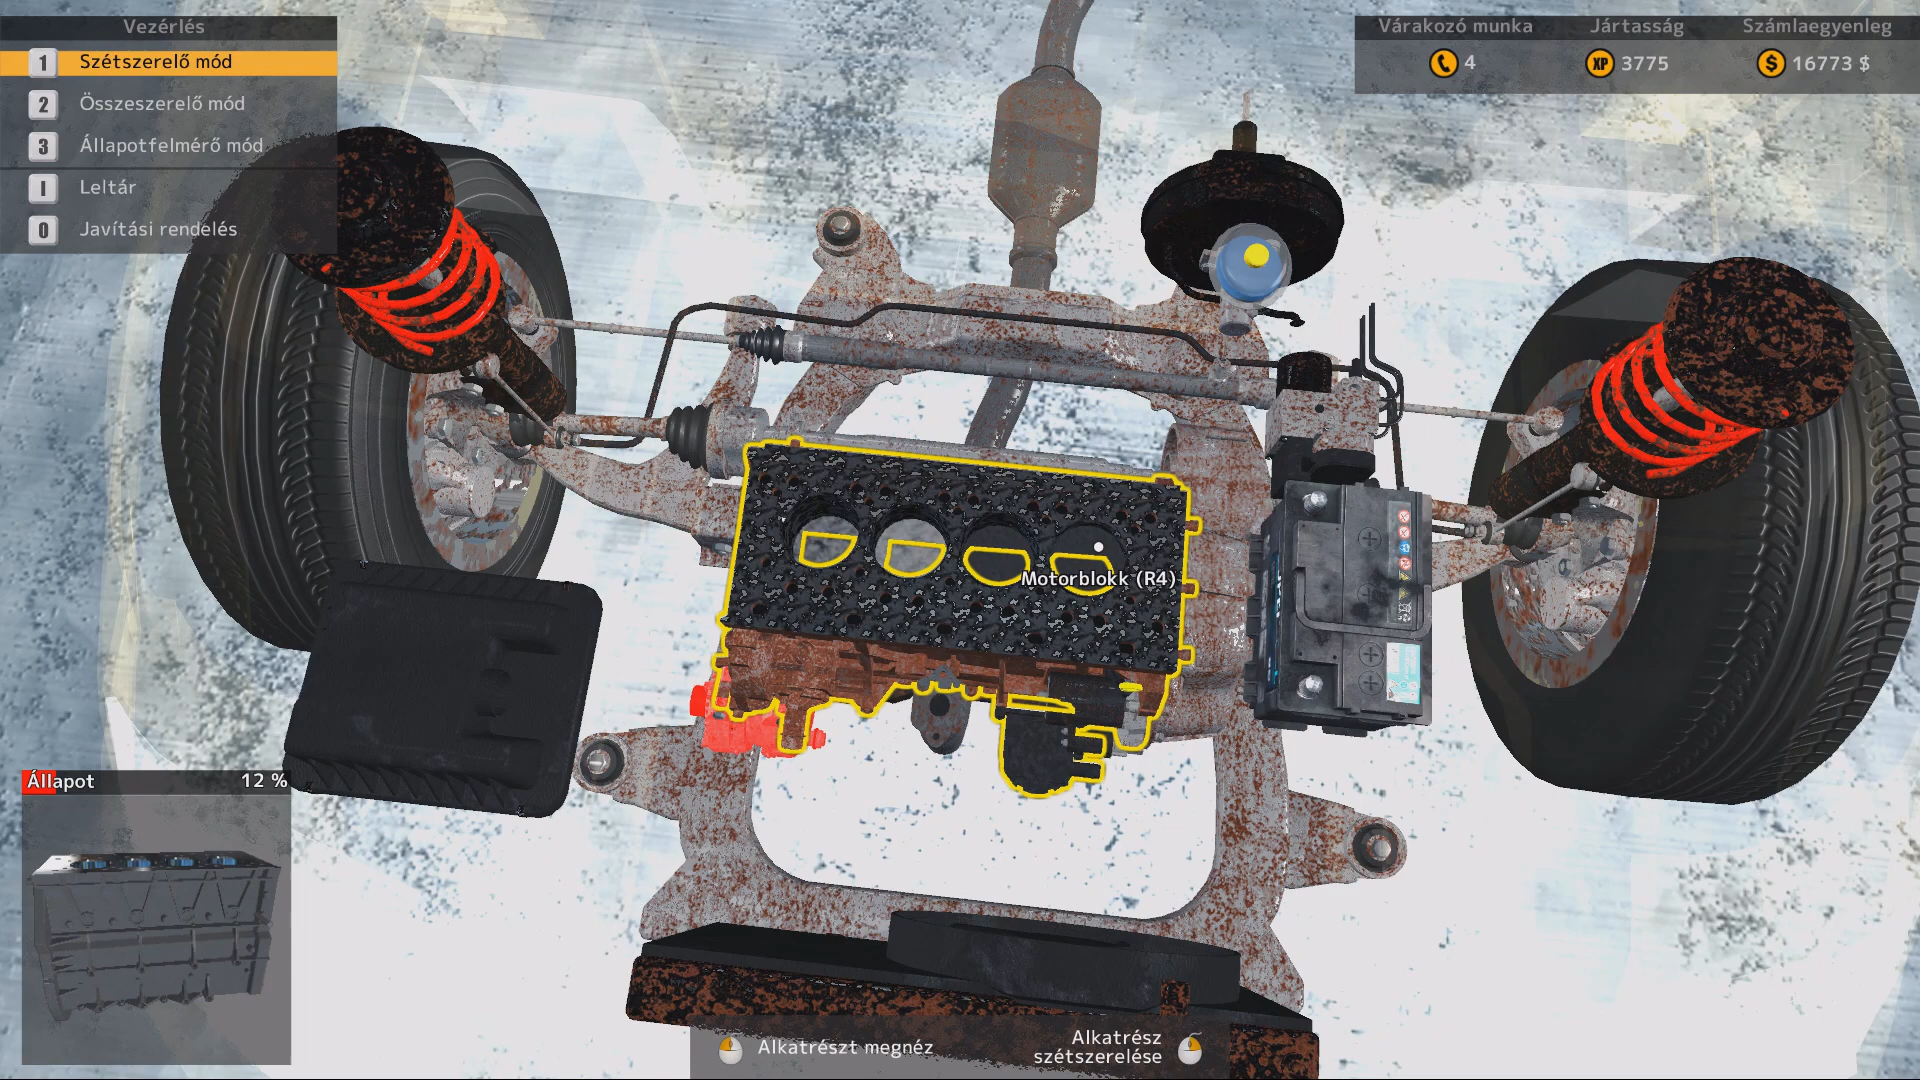 Vezérlés
1 Szétszerelő mód
2 Összeszerelő mód
3 Állapotfelmérő mód
I Leltár
0 Javítási rendelés
Várakozó munka Jártasság Számlaegyenleg
4 XP 3775 $ 16773 $
Motorblokk (R4)
Állapot 12 %
Alkatrészt megnéz
Alkatrész
szétszerelése